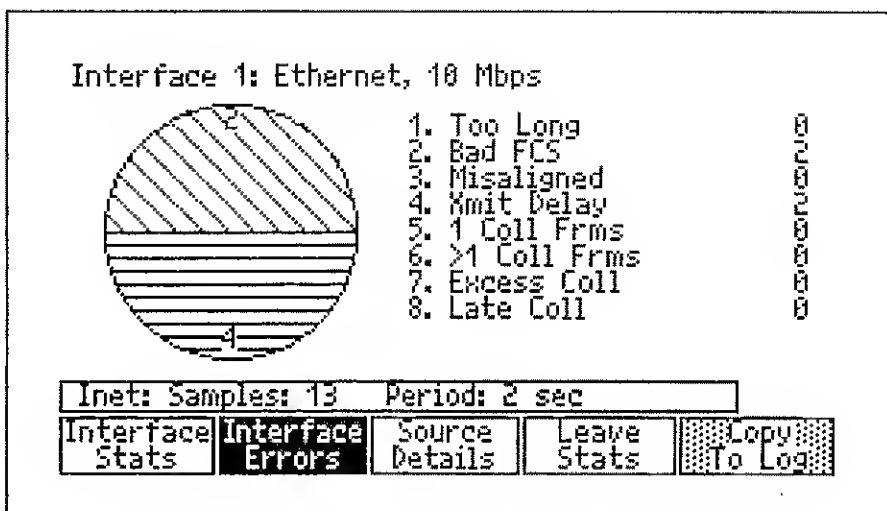 Interface 1: Ethernet, 10 Mbps
2
4
1. Too Long 0
2. Bad FCS 2
3. Misaligned 0
4. Xmit Delay 2
5. 1 Coll Frms 0
6. >1 Coll Frms 0
7. Excess Coll 0
8. Late Coll 0
Inet: Samples: 13 Period: 2 sec
Interface Stats
Interface Errors
Source Details
Leave Stats
Copy To Log